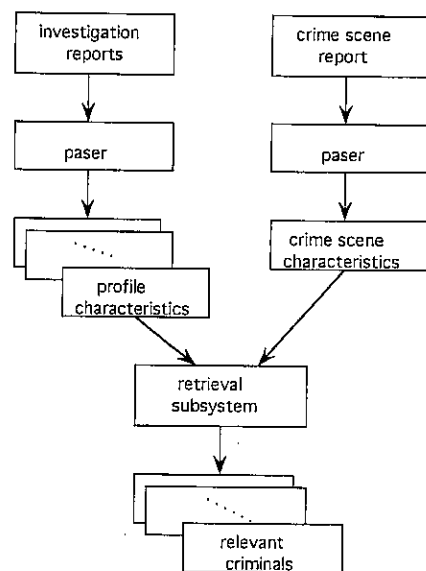 investigation
reports
crime scene
report
paser
paser
profile
characteristics
crime scene
characteristics
retrieval
subsystem
relevant
criminals